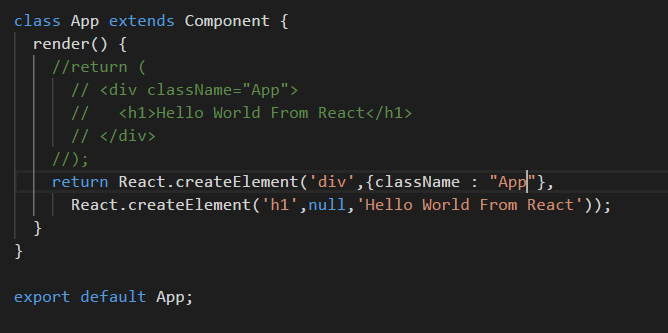 class App extends Component {
render() {
//return (
// <div className="App">
// <h1>Hello World From React</h1>
// </div>
//);
return React.createElement('div',{className : "App"},
React.createElement('h1',null,'Hello World From React'));
}
}
export default App;